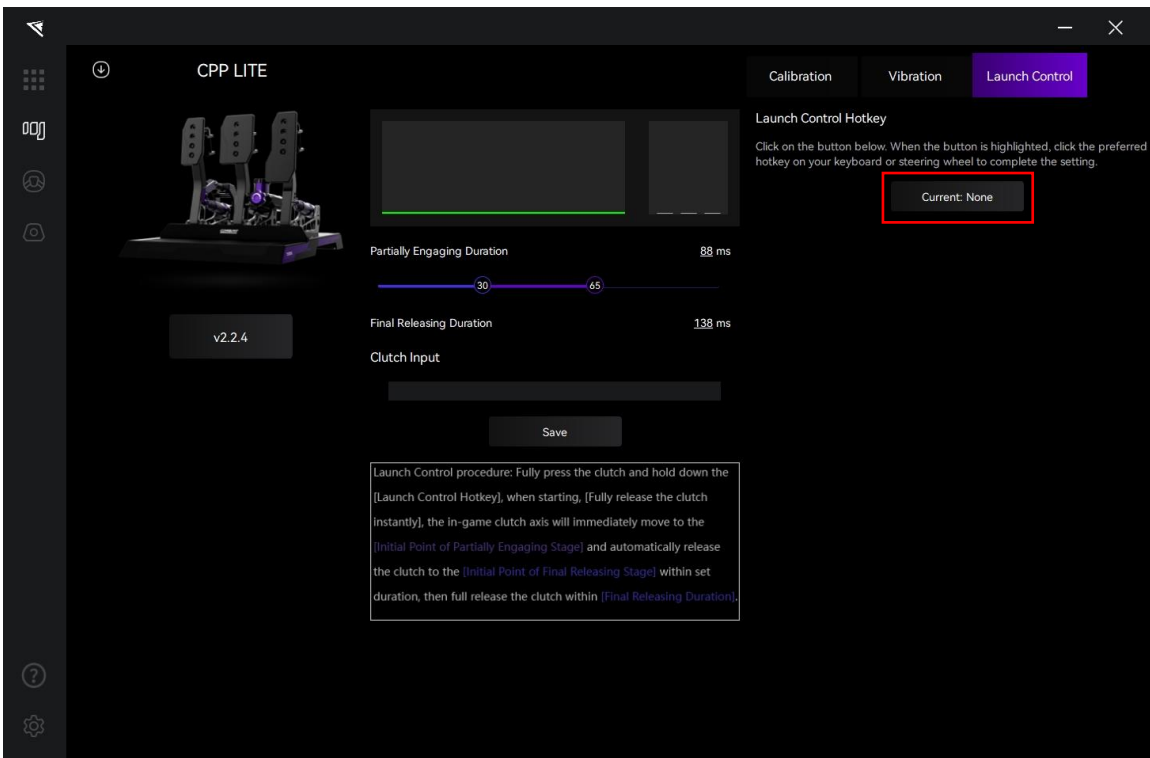 CPP LITE
Calibration
Vibration
Launch Control
Launch Control Hotkey
Click on the button below. When the button is highlighted, click the preferred
hotkey on your keyboard or steering wheel to complete the setting.
Current: None
Partially Engaging Duration
88 ms
30
65
Final Releasing Duration
138 ms
v2.2.4
Clutch Input
Save
Launch Control procedure: Fully press the clutch and hold down the
[Launch Control Hotkey], when starting, [Fully release the clutch
instantly], the in-game clutch axis will immediately move to the
[Initial Point of Partially Engaging Stage] and automatically release
the clutch to the [Initial Point of Final Releasing Stage] within set
duration, then full release the clutch within [Final Releasing Duration].